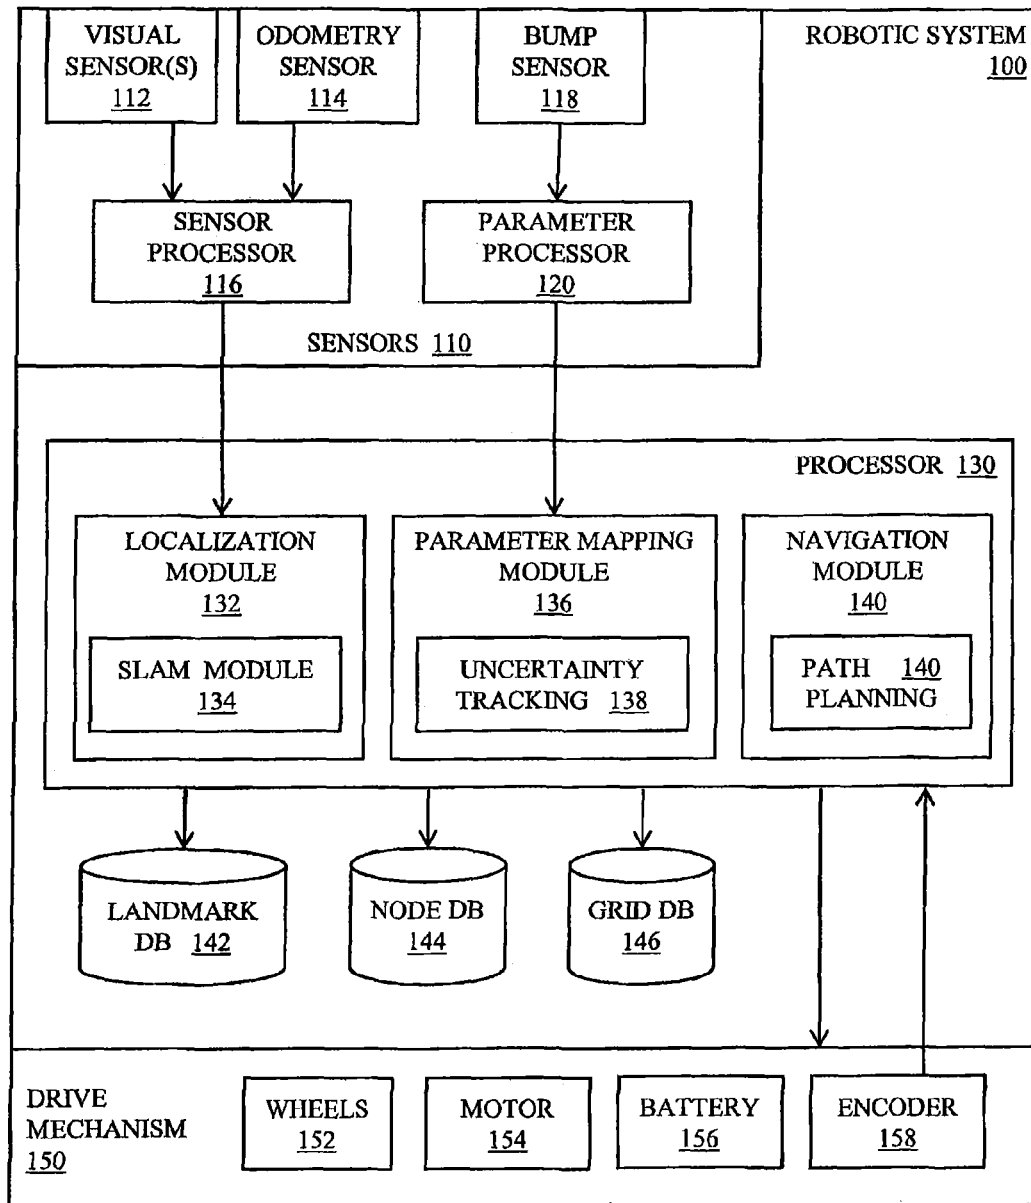 VISUAL
SENSOR(S)
112
ODOMETRY
SENSOR
114
BUMP
SENSOR
118
ROBOTIC SYSTEM
100
SENSOR
PROCESSOR
116
PARAMETER
PROCESSOR
120
SENSORS 110
PROCESSOR 130
LOCALIZATION
MODULE
132
SLAM MODULE
134
PARAMETER MAPPING
MODULE
136
UNCERTAINTY
TRACKING 138
NAVIGATION
MODULE
140
PATH 140
PLANNING
LANDMARK
DB 142
NODE DB
144
GRID DB
146
DRIVE
MECHANISM
150
WHEELS
152
MOTOR
154
BATTERY
156
ENCODER
158